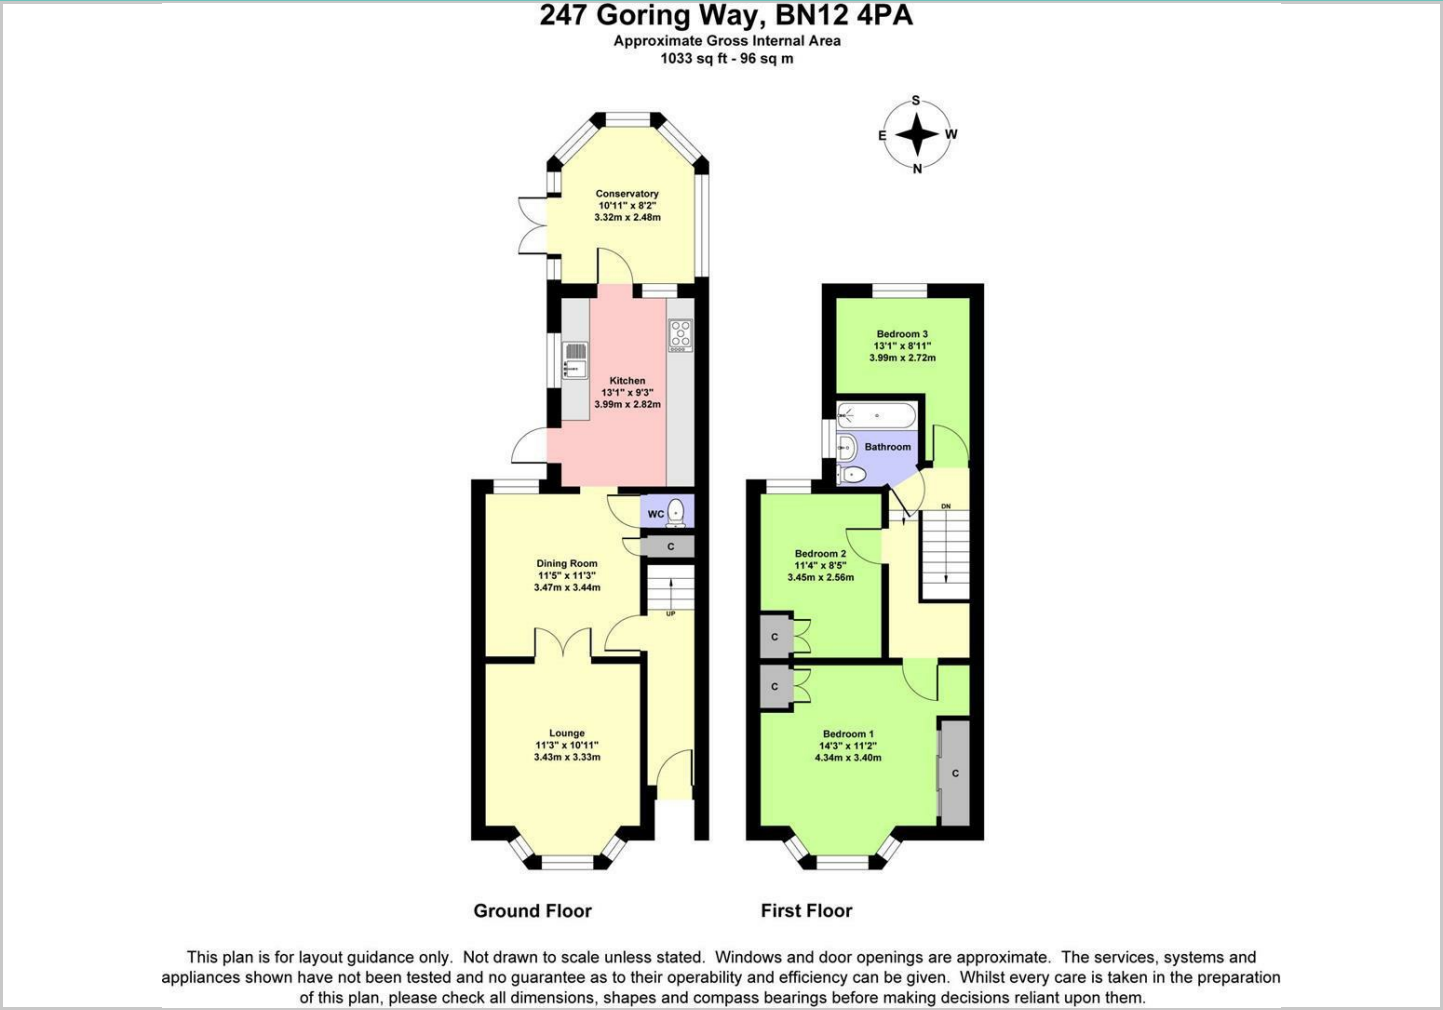 247 Goring Way, BN12 4PA
Approximate Gross Internal Area
1033 sq ft - 96 sq m
S
E
W
N
Conservatory
10'11" x 8'2"
3.32m x 2.48m
Kitchen
13'1" x 9'3"
3.99m x 2.82m
WC
C
Dining Room
11'5" x 11'3"
3.47m x 3.44m
UP
Lounge
11'3" x 10'11"
3.43m x 3.33m
Ground Floor
Bedroom 3
13'1" x 8'11"
3.99m x 2.72m
Bathroom
DN
Bedroom 2
11'4" x 8'5"
3.45m x 2.56m
C
C
Bedroom 1
14'3" x 11'2"
4.34m x 3.40m
C
First Floor
This plan is for layout guidance only. Not drawn to scale unless stated. Windows and door openings are approximate. The services, systems and
appliances shown have not been tested and no guarantee as to their operability and efficiency can be given. Whilst every care is taken in the preparation
of this plan, please check all dimensions, shapes and compass bearings before making decisions reliant upon them.